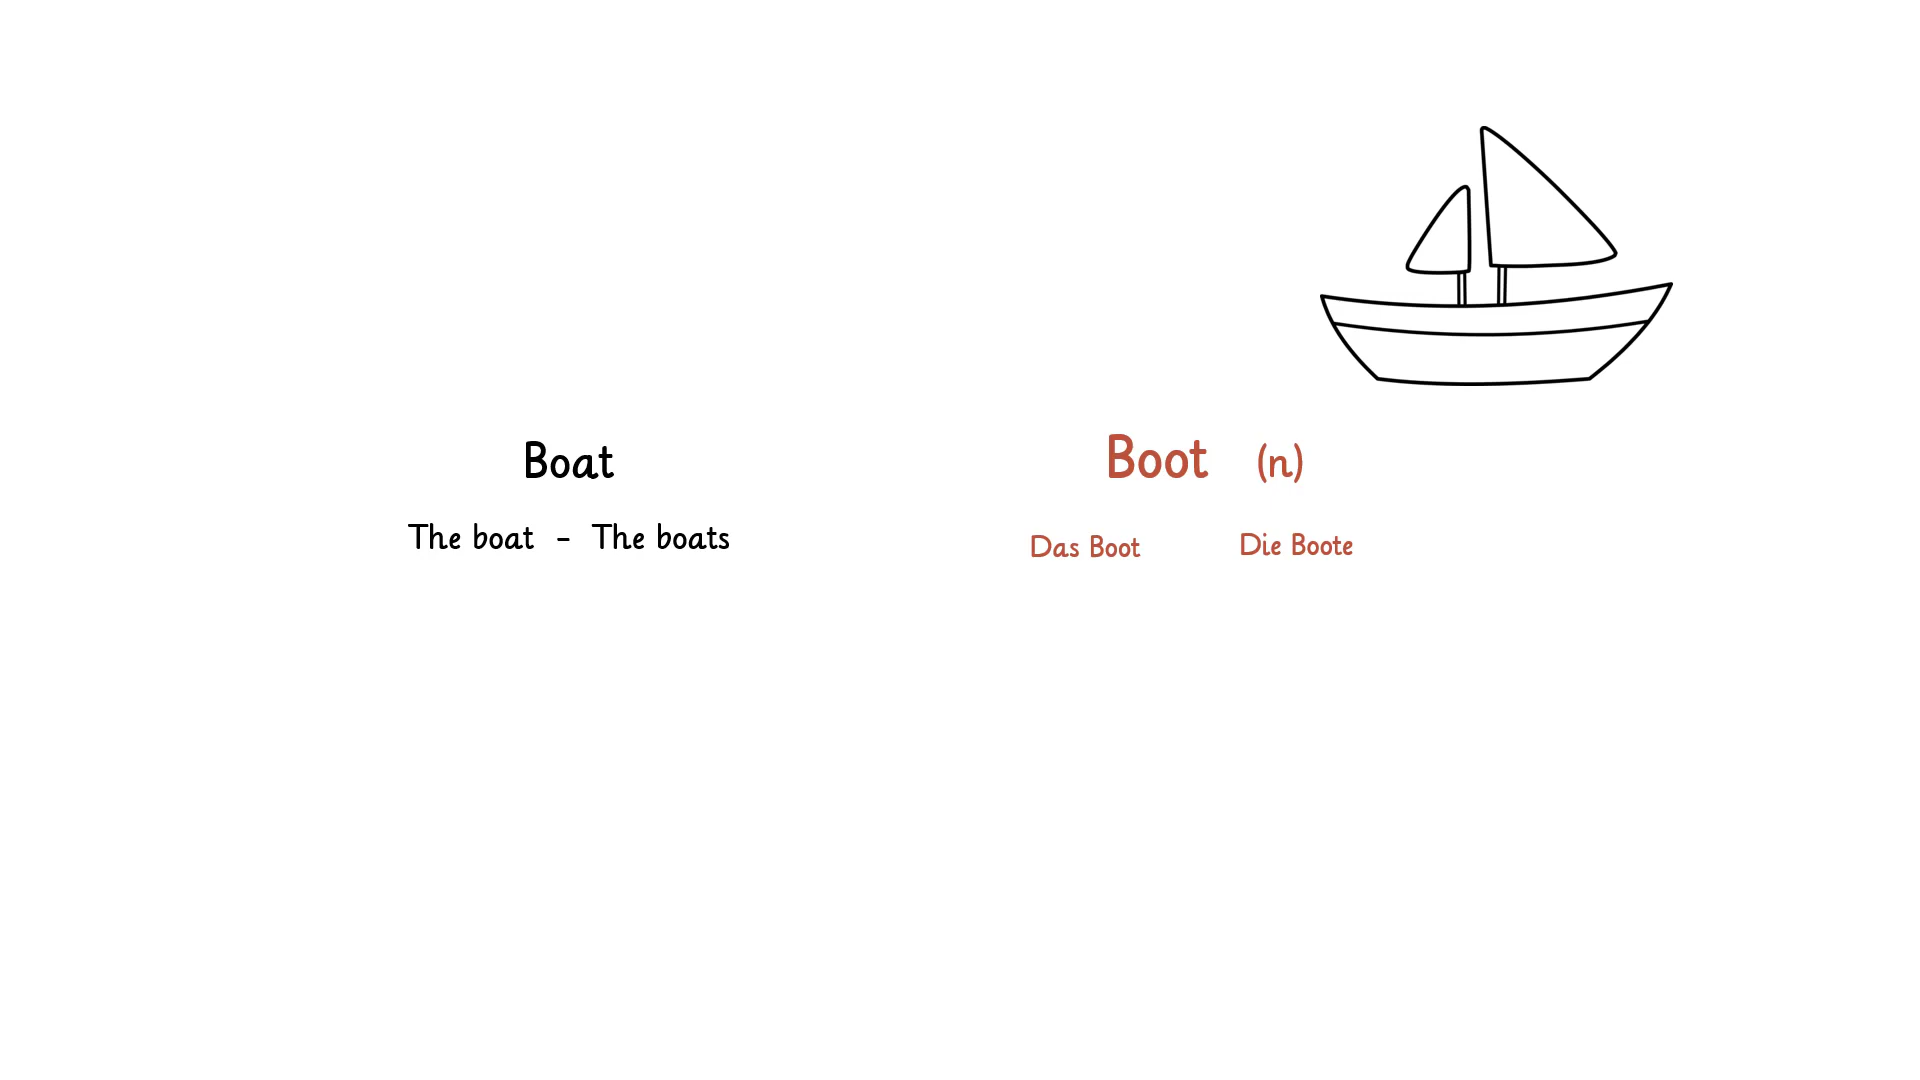 Boat
The boat - The boats
Boot (n)
Das Boot Die Boote